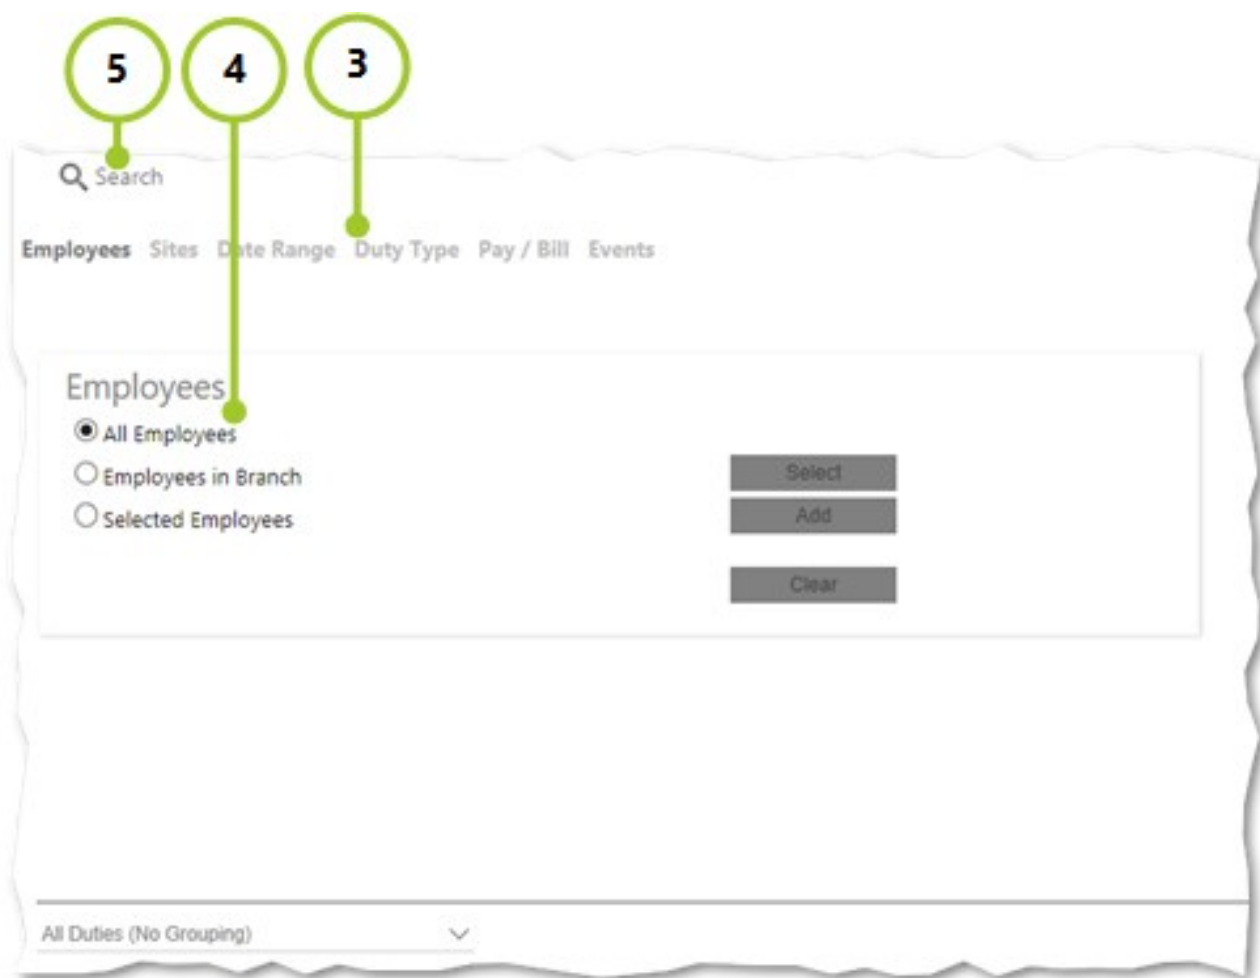 5 4 3
Search
Employees Sites Date Range Duty Type Pay / Bill Events
Employees
All Employees
Employees in Branch
Select
Selected Employees
Add
Clear
All Duties (No Grouping)